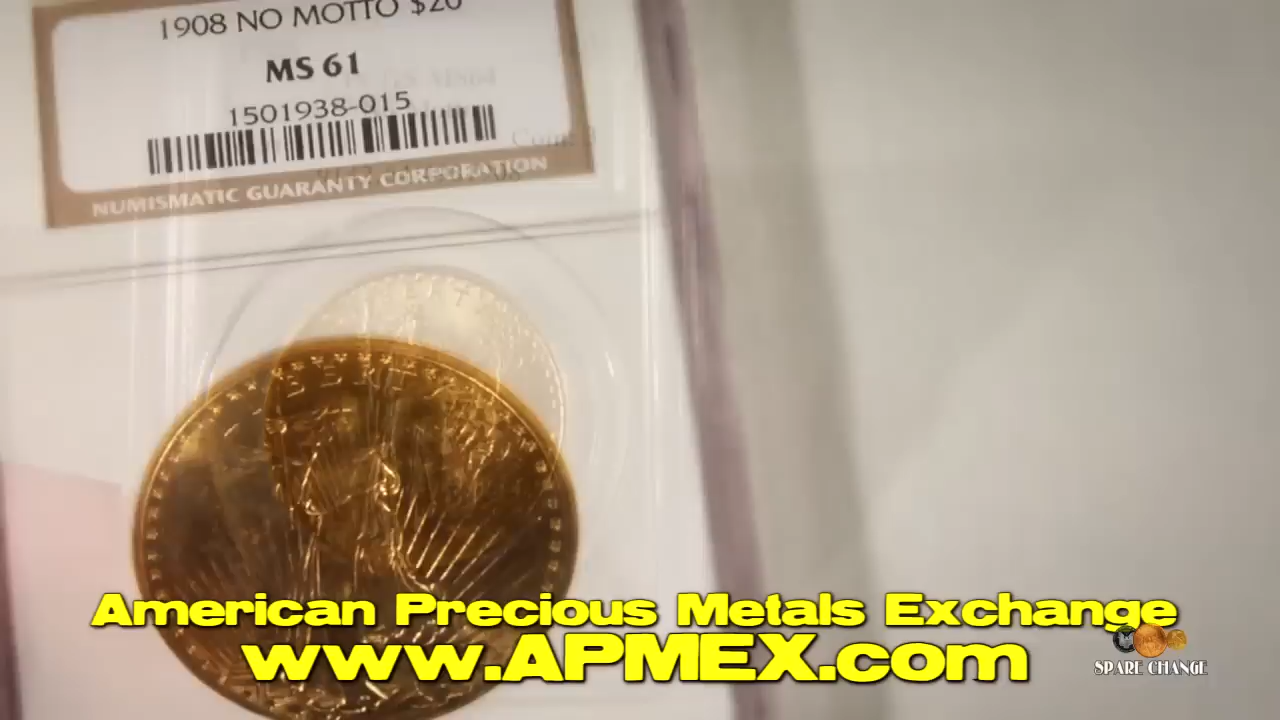 1908 NO MOTTO $20
MS 61
1501938-015
NUMISMATIC GUARANTY CORPORATION
American Precious Metals Exchange
www.APMEX.com
SPARE CHANGE